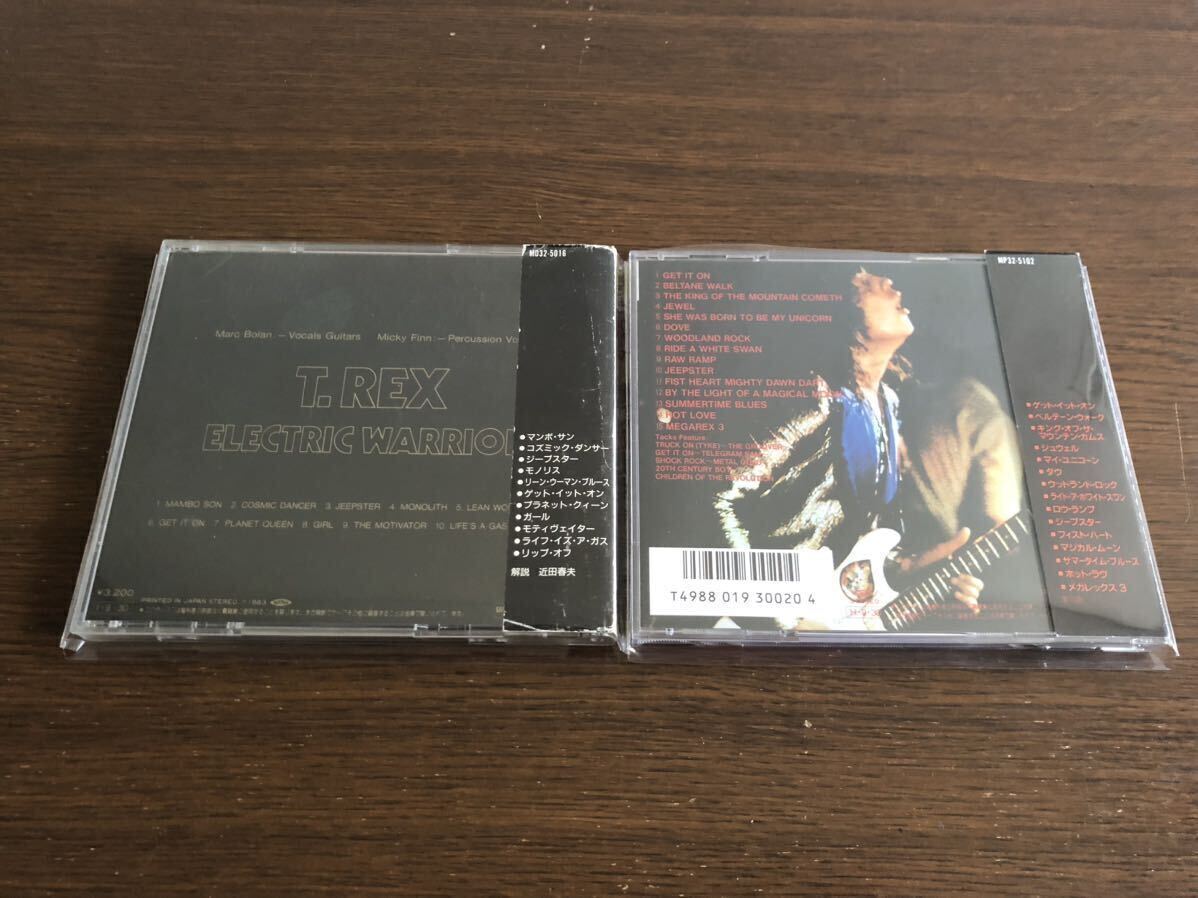 MD32-5016
Marc Bolan:— Vocals Guitars Micky Finn:— Percussion Vo
T.REX
ELECTRIC WARRIO
1 MAMBO SON 2 COSMIC DANCER 3 JEEPSTER 4 MONOLITH 5 LEAN WO
6 GET IT ON 7 PLANET QUEEN 8 GIRL 9 THE MOTIVATOR 10 LIFE'S A GAS
¥3,200
PRINTED IN JAPAN STEREO
●マンボ・サン
●コズミック・ダンサー
●ジープスター
●モノリス
●リーン・ウーマン・ブルース
●ゲット・イット・オン
●プラネット・クィーン
●ガール
●モティヴェイター
●ライフ・イズ・ア・ガス
●リップ・オフ
解説 近田春夫
MP32-5102
1 GET IT ON
2 BELTANE WALK
3 THE KING OF THE MOUNTAIN COMETH
4 JEWEL
5 SHE WAS BORN TO BE MY UNICORN
6 DOVE
7 WOODLAND ROCK
8 RIDE A WHITE SWAN
9 RAW RAMP
10 JEEPSTER
11 FIST HEART MIGHTY DAWN DART
12 BY THE LIGHT OF A MAGICAL MOON
13 SUMMERTIME BLUES
14 HOT LOVE
15 MEGAREX 3
Tacks Feature
TRUCK ON (TYKE)〜THE GROOVER
GET IT ON〜TELEGRAM SAM
SHOCK ROCK〜METAL GURU
20TH CENTURY BOY
CHILDREN OF THE REVOLUTION
T4988 019 30020 4
●ゲット・イット・オン
●ベルテーン・ウォーク
●キング・オブ・ザ・
マウンテン・カムス
●ジュウェル
●マイ・ユニコーン
●ダヴ
●ウッドランド・ロック
●ライド・ア・ホワイト・スワン
●ロウ・ランプ
●ジープスター
●フィスト・ハート
●マジカル・ムーン
●サマータイム・ブルース
●ホット・ラヴ
●メガレックス3